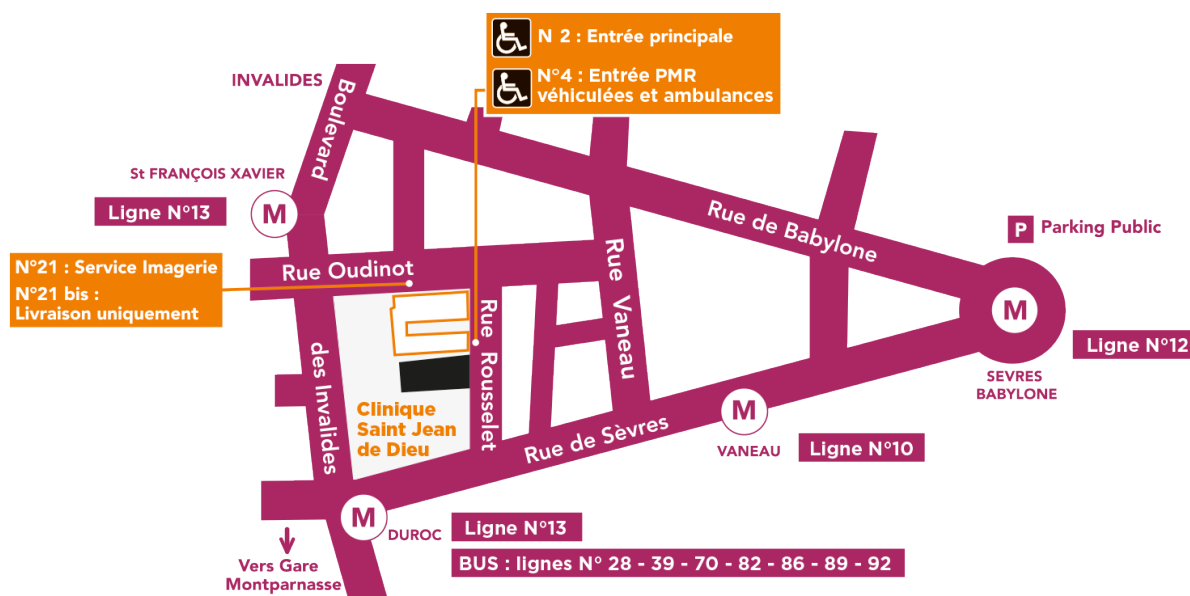 N 2 : Entrée principale
N°4 : Entrée PMR
véhiculées et ambulances
INVALIDES
Boulevard
St FRANÇOIS XAVIER
M
Ligne N°13
Rue de Babylone
P
Parking Public
N°21 : Service Imagerie
N°21 bis :
Livraison uniquement
Rue Oudinot
Rue Vaneau
Rue Rousselet
M
Ligne N°12
SEVRES
BABYLONE
des Invalides
Clinique
Saint Jean
de Dieu
Rue de Sèvres
M
VANEAU
Ligne N°10
M
DUROC
Ligne N°13
BUS : lignes N° 28 - 39 - 70 - 82 - 86 - 89 - 92
Vers Gare
Montparnasse